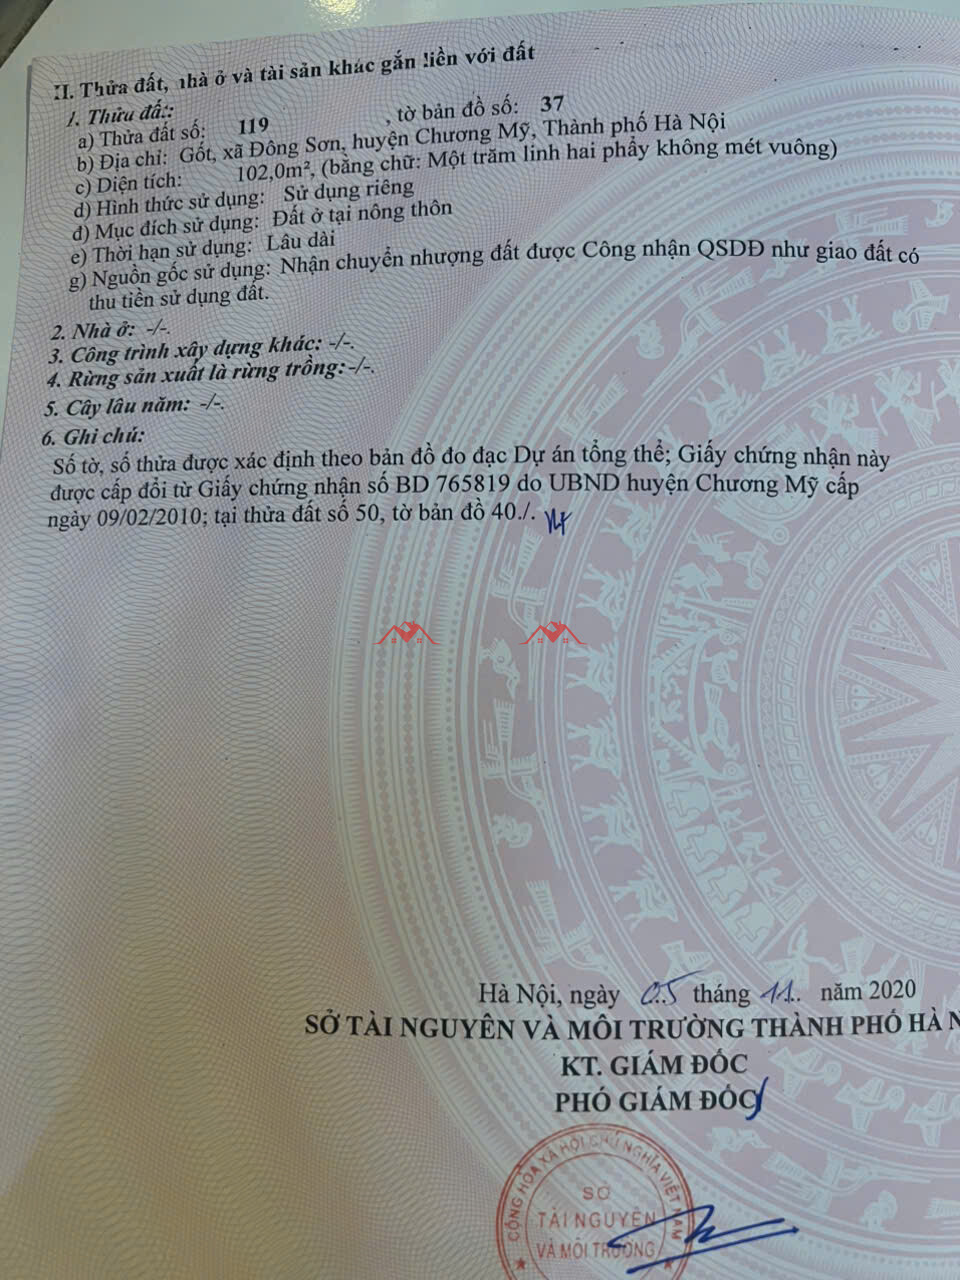 II. Thửa đất, nhà ở và tài sản khác gắn liền với đất
1. Thửa đất:
a) Thửa đất số: 119 , tờ bản đồ số: 37
b) Địa chỉ: Gốt, xã Đông Sơn, huyện Chương Mỹ, Thành phố Hà Nội
c) Diện tích: 102,0m², (bằng chữ: Một trăm linh hai phẩy không mét vuông)
d) Hình thức sử dụng: Sử dụng riêng
đ) Mục đích sử dụng: Đất ở tại nông thôn
e) Thời hạn sử dụng: Lâu dài
g) Nguồn gốc sử dụng: Nhận chuyển nhượng đất được Công nhận QSDĐ như giao đất có
thu tiền sử dụng đất.
2. Nhà ở: -/-.
3. Công trình xây dựng khác: -/-.
4. Rừng sản xuất là rừng trồng: -/-.
5. Cây lâu năm: -/-.
6. Ghi chú:
Số tờ, số thửa được xác định theo bản đồ đo đạc Dự án tổng thể; Giấy chứng nhận này
được cấp đổi từ Giấy chứng nhận số BD 765819 do UBND huyện Chương Mỹ cấp
ngày 09/02/2010; tại thửa đất số 50, tờ bản đồ 40./.
Hà Nội, ngày 05 tháng 11 năm 2020
SỞ TÀI NGUYÊN VÀ MÔI TRƯỜNG THÀNH PHỐ HÀ N
KT. GIÁM ĐỐC
PHÓ GIÁM ĐỐC
CỘNG HÒA XÃ HỘI CHỦ NGHĨA VIỆT NAM
SỞ
TÀI NGUYÊN
VÀ MÔI TRƯỜNG